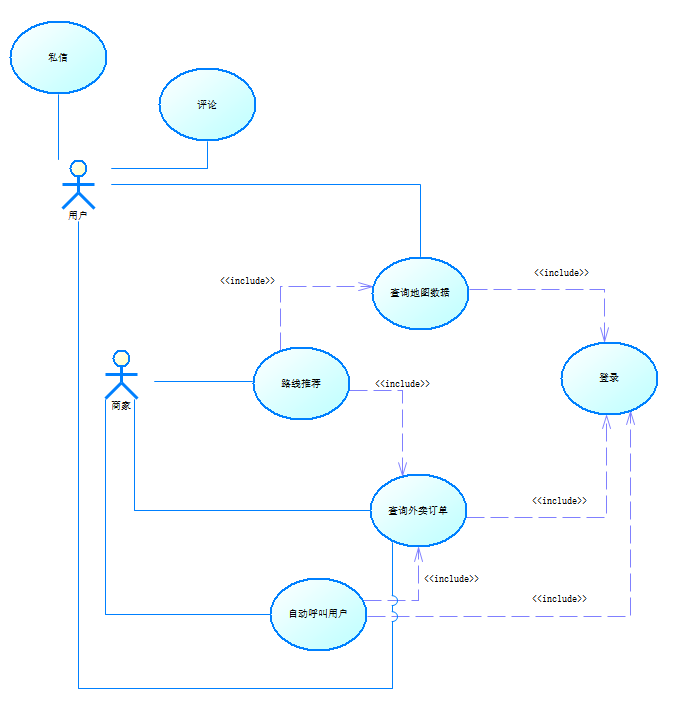 私信
评论
用户
<<include>>
<<include>>
查询地图数据
商家
路线推荐
<<include>>
登录
查询外卖订单
<<include>>
<<include>>
<<include>>
自动呼叫用户